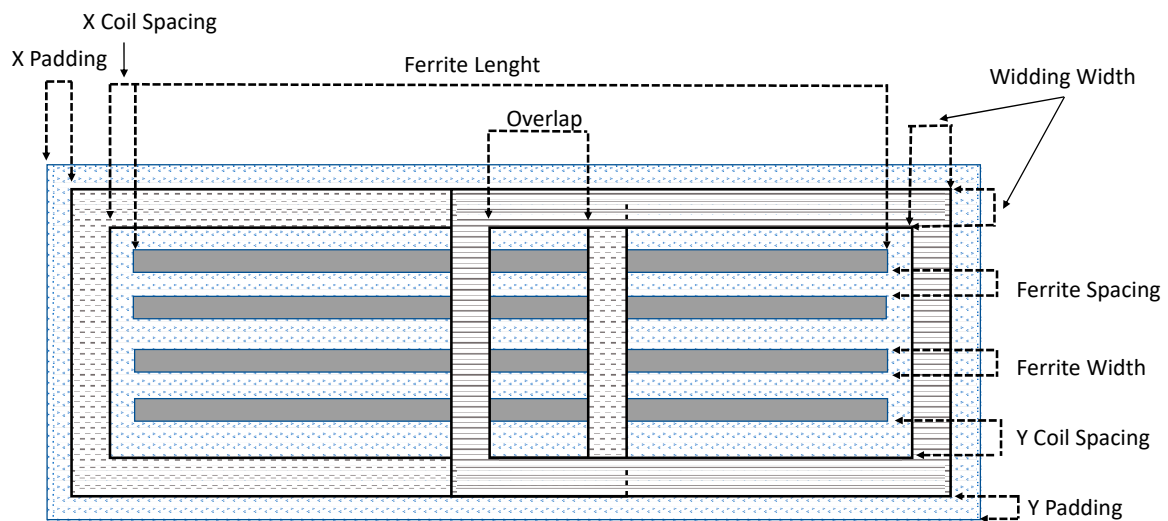 X Coil Spacing
X Padding
Ferrite Lenght
Widding Width
Overlap
Ferrite Spacing
Ferrite Width
Y Coil Spacing
Y Padding